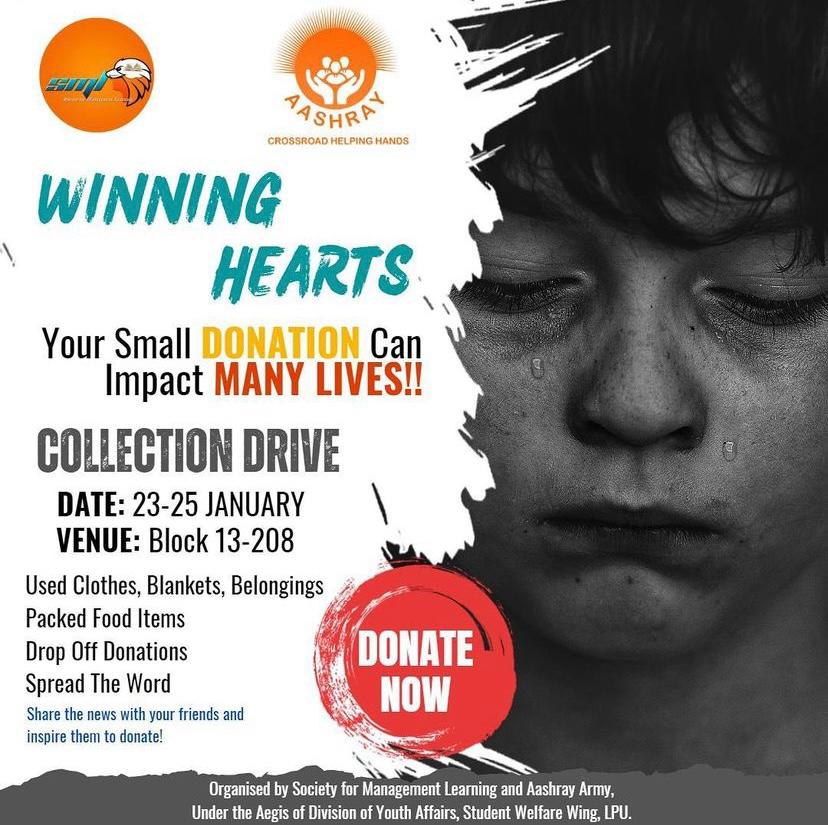 sml
AASHRAY
CROSSROAD HELPING HANDS
WINNING
HEARTS
Your Small DONATION Can
Impact MANY LIVES!!
COLLECTION DRIVE
DATE: 23-25 JANUARY
VENUE: Block 13-208
Used Clothes, Blankets, Belongings
Packed Food Items
Drop Off Donations
Spread The Word
Share the news with your friends and
inspire them to donate!
DONATE
NOW
Organised by Society for Management Learning and Aashray Army,
Under the Aegis of Division of Youth Affairs, Student Welfare Wing, LPU.